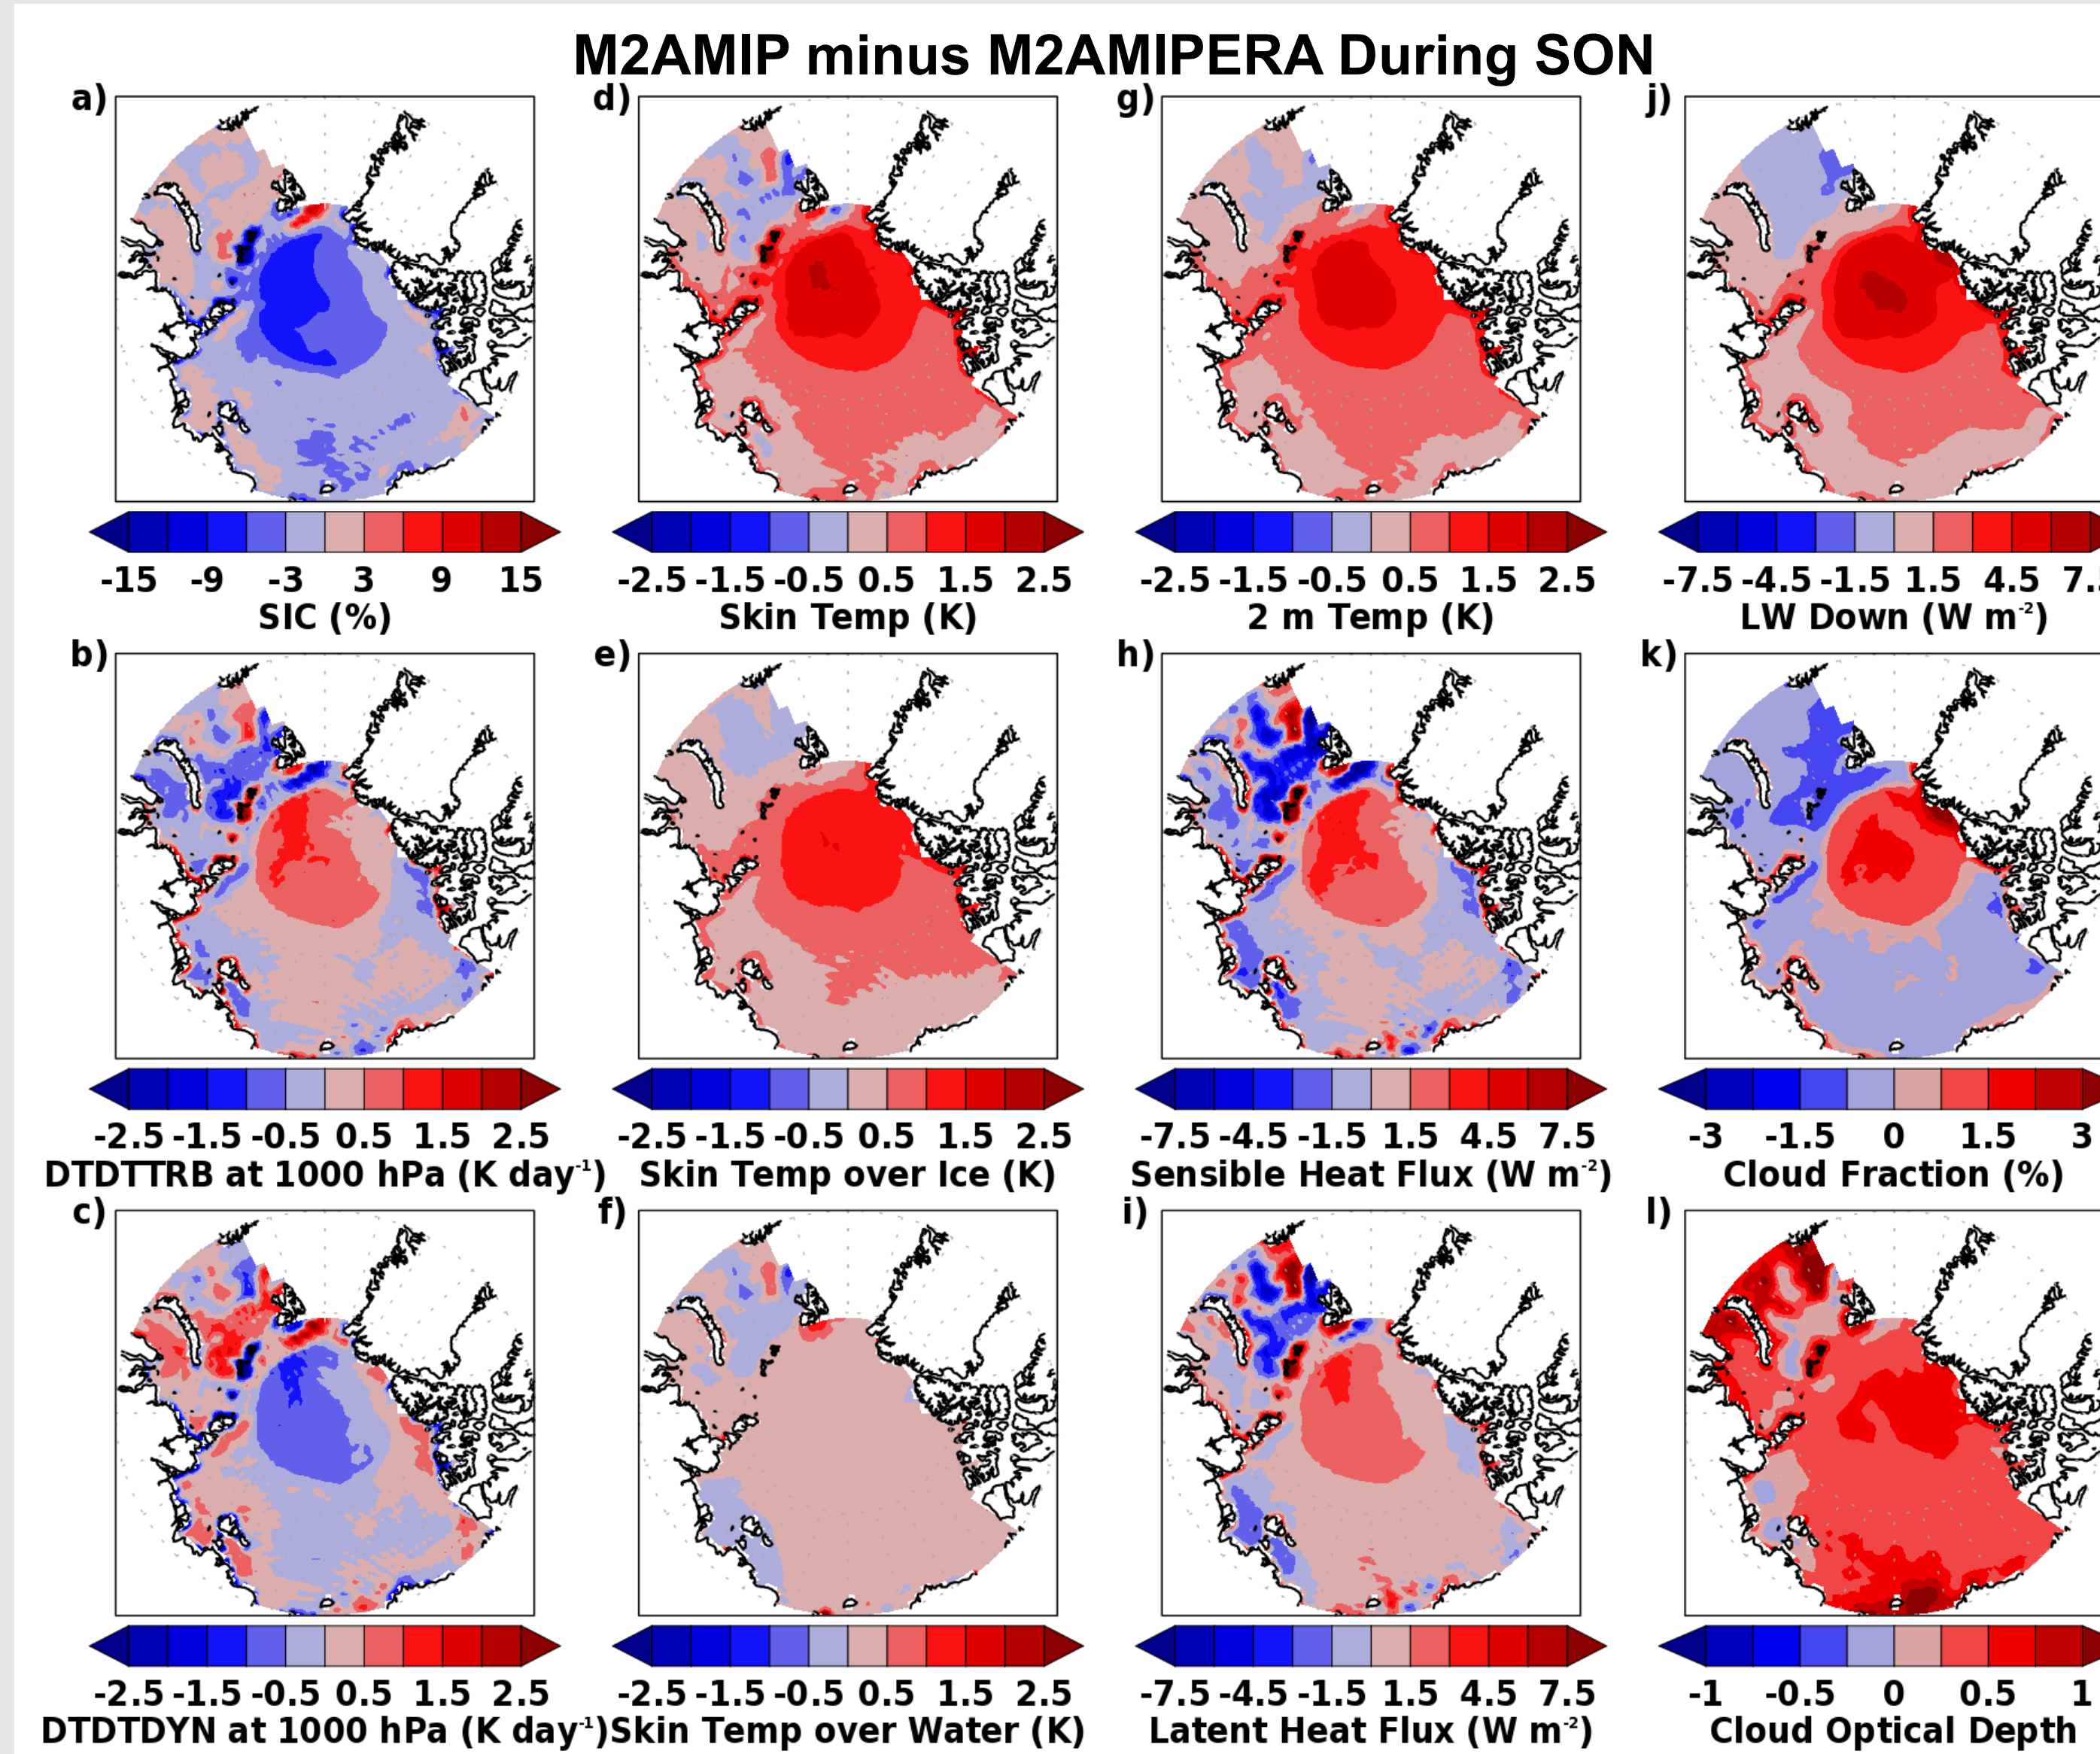 M2AMIP minus M2AMIPERA During SON
a) d) g) j)
-15 -9 -3 3 9 15 -2.5 -1.5 -0.5 0.5 1.5 2.5 -2.5 -1.5 -0.5 0.5 1.5 2.5 -7.5 -4.5 -1.5 1.5 4.5
SIC (%) Skin Temp (K) 2 m Temp (K) LW Down (W m⁻²)
b) e) h) k)
-2.5 -1.5 -0.5 0.5 1.5 2.5 -2.5 -1.5 -0.5 0.5 1.5 2.5 -7.5 -4.5 -1.5 1.5 4.5 7.5 -3 -1.5 0 1.5 3
DTDTTRB at 1000 hPa (K day⁻¹) Skin Temp over Ice (K) Sensible Heat Flux (W m⁻²) Cloud Fraction (%)
c) f) i) l)
-2.5 -1.5 -0.5 0.5 1.5 2.5 -2.5 -1.5 -0.5 0.5 1.5 2.5 -7.5 -4.5 -1.5 1.5 4.5 7.5 -1 -0.5 0 0.5 1
DTDTDYN at 1000 hPa (K day⁻¹) Skin Temp over Water (K) Latent Heat Flux (W m⁻²) Cloud Optical Depth